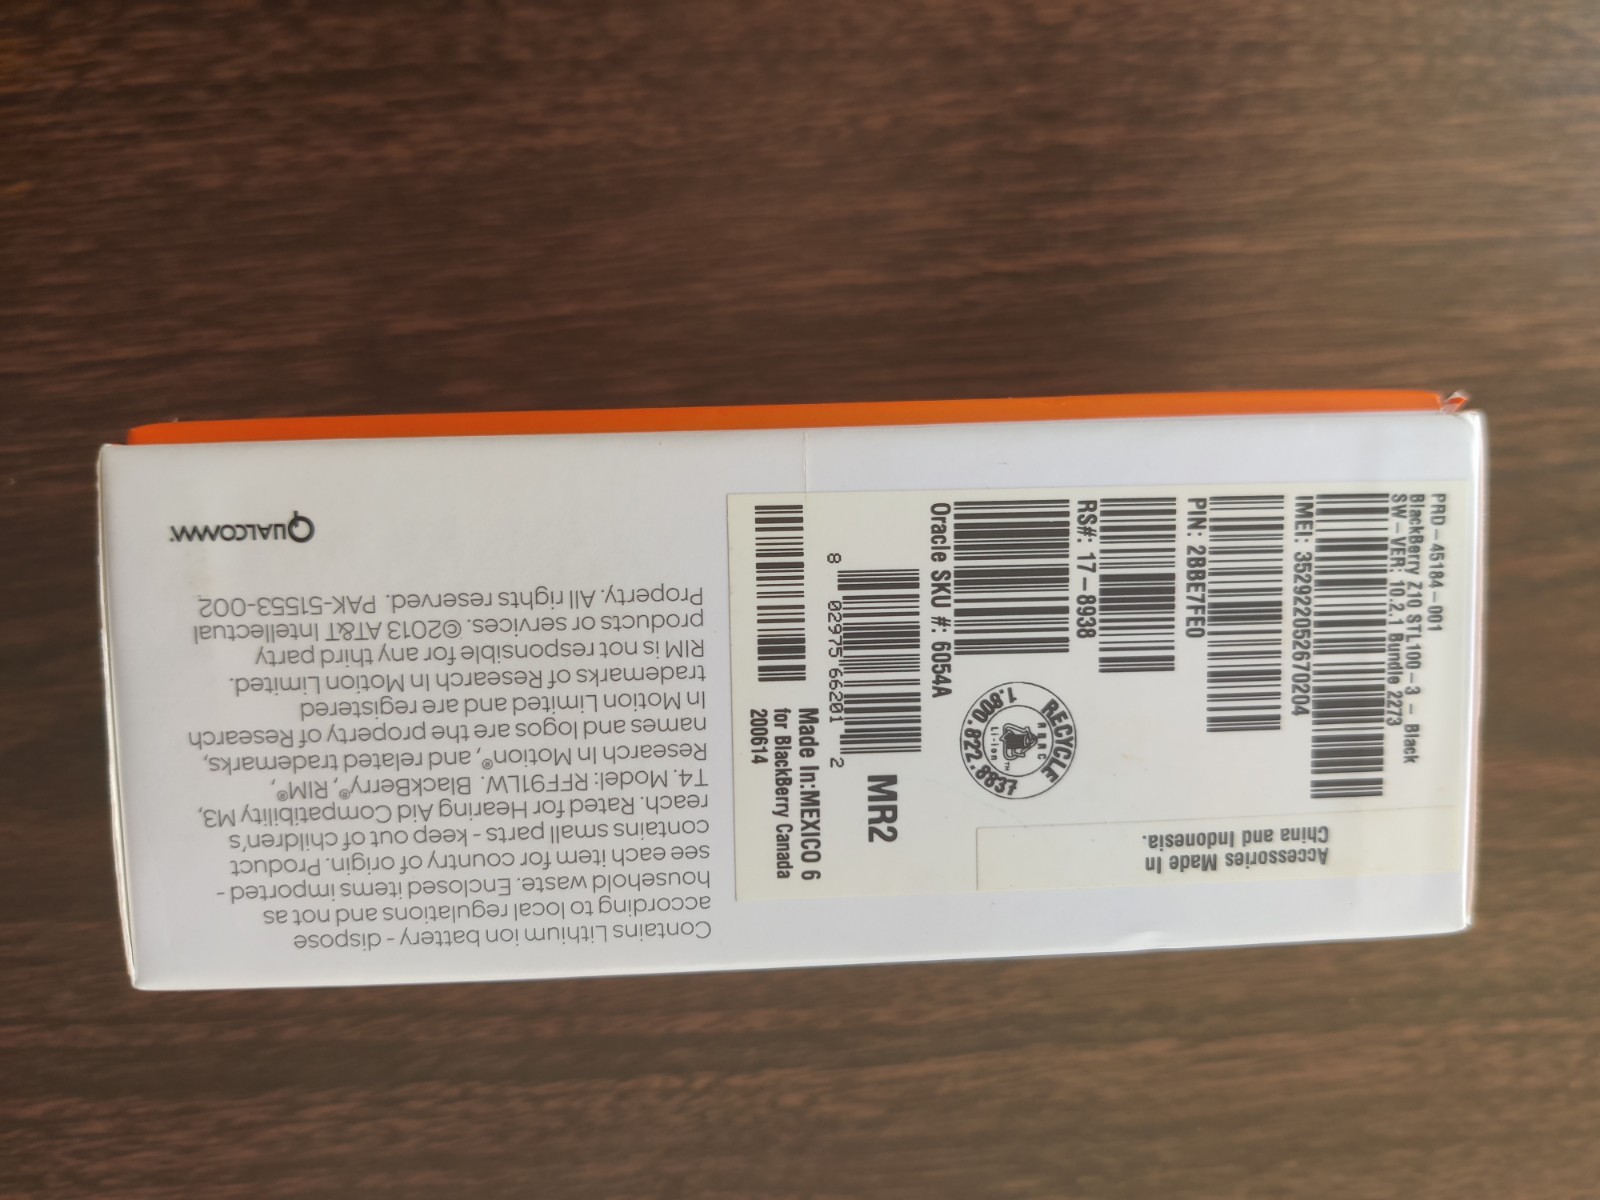 PRD-45184-001
BlackBerry Z10 STL100-3 - Black
SW-VER: 10.2.1 Bundle 2273
IMEI: 352922052670204
PIN: 2BBE7FE0
RS#: 17-8938
Oracle SKU #: 6054A
RECYCLE
RBRC
Li-ion
TM
1.800.822.8837
8 02975 66201 2
MR2
Made In:MEXICO 6
for BlackBerry Canada
200614
Accessories Made In
China and Indonesia.
Contains Lithium ion battery - dispose
according to local regulations and not as
household waste. Enclosed items imported -
see each item for country of origin. Product
contains small parts - keep out of children's
reach. Rated for Hearing Aid Compatibility M3,
T4. Model: RFF91LW. BlackBerry®, RIM®,
Research In Motion®, and related trademarks,
names and logos are the property of Research
In Motion Limited and are registered
trademarks of Research In Motion Limited.
RIM is not responsible for any third party
products or services. ©2013 AT&T Intellectual
Property. All rights reserved. PAK-51553-002
QUALCOMM